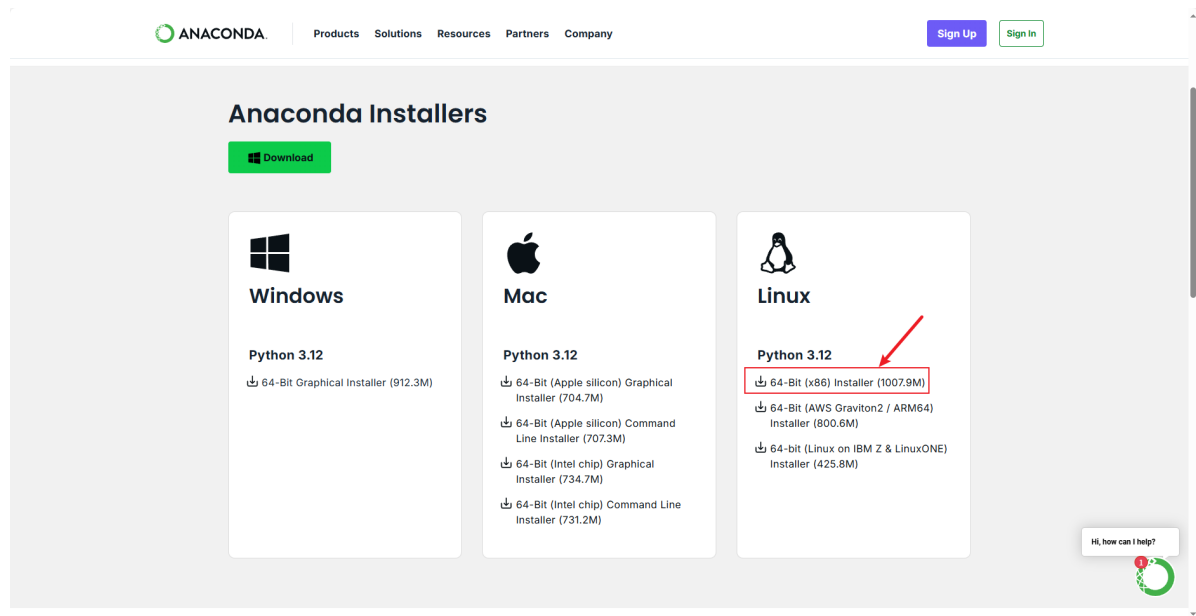 ANACONDA.
Products Solutions Resources Partners Company
Sign Up
Sign In
Anaconda Installers
Download
Windows
Python 3.12
64-Bit Graphical Installer (912.3M)
Mac
Python 3.12
64-Bit (Apple silicon) Graphical
Installer (704.7M)
64-Bit (Apple silicon) Command
Line Installer (707.3M)
64-Bit (Intel chip) Graphical
Installer (734.7M)
64-Bit (Intel chip) Command Line
Installer (731.2M)
Linux
Python 3.12
64-Bit (x86) Installer (1007.9M)
64-Bit (AWS Graviton2 / ARM64)
Installer (800.6M)
64-bit (Linux on IBM Z & LinuxONE)
Installer (425.8M)
Hi, how can I help?
1